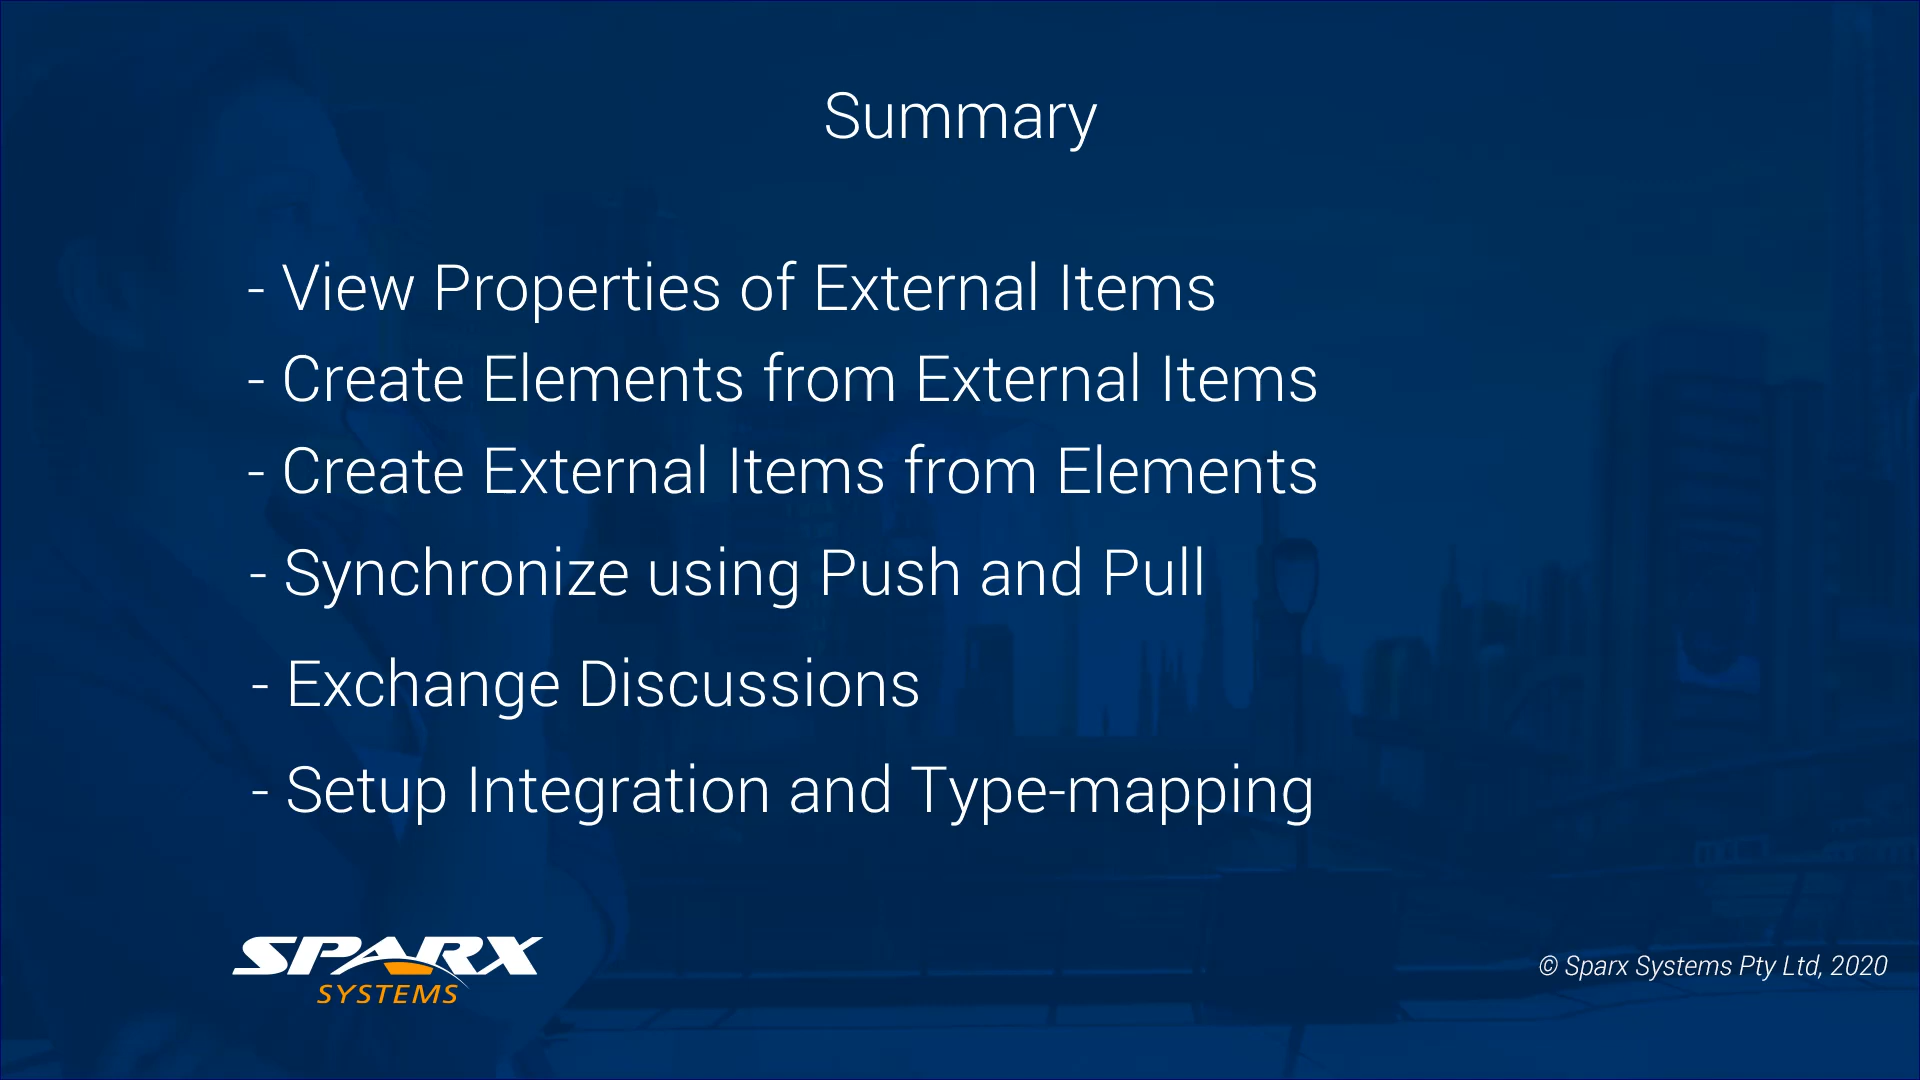 Summary
- View Properties of External Items
- Create Elements from External Items
- Create External Items from Elements
- Synchronize using Push and Pull
- Exchange Discussions
- Setup Integration and Type-mapping
SPARX
SYSTEMS
© Sparx Systems Pty Ltd, 2020